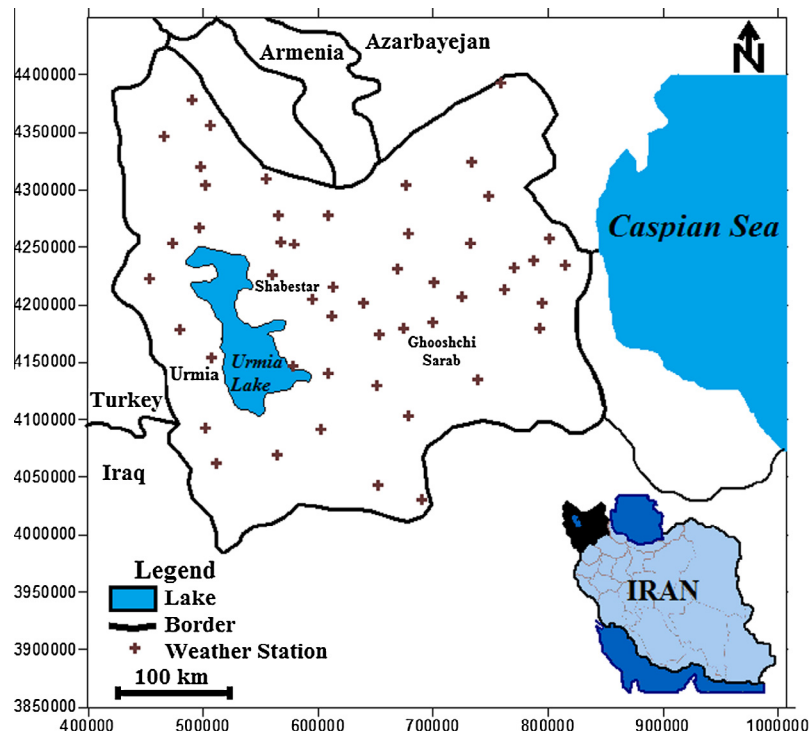 Armenia
Azarbayejan
N
4400000
4350000
4300000
4250000
4200000
4150000
4100000
4050000
4000000
3950000
3900000
3850000
Caspian Sea
Shabestar
Ghooshchi
Sarab
Urmia
Urmia
Lake
Turkey
Iraq
Legend
Lake
Border
Weather Station
100 km
IRAN
400000 500000 600000 700000 800000 900000 1000000